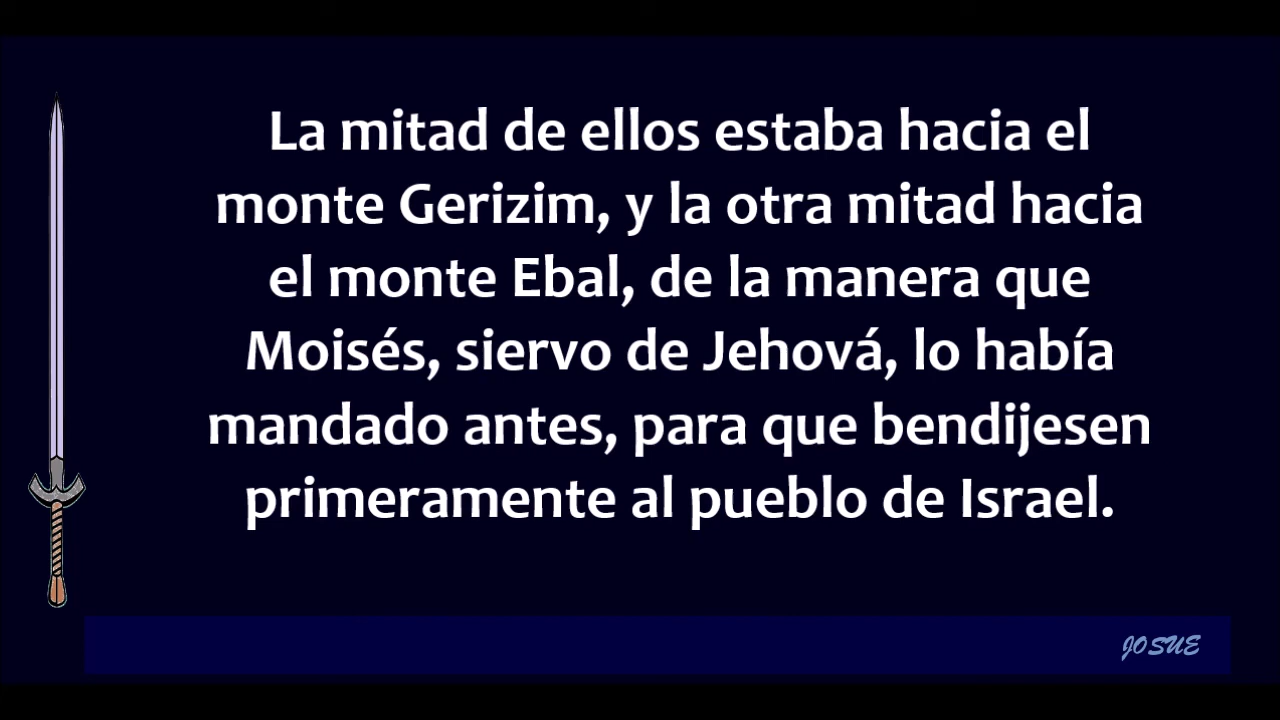 La mitad de ellos estaba hacia el
monte Gerizim, y la otra mitad hacia
el monte Ebal, de la manera que
Moisés, siervo de Jehová, lo había
mandado antes, para que bendijesen
primeramente al pueblo de Israel.
JOSUE